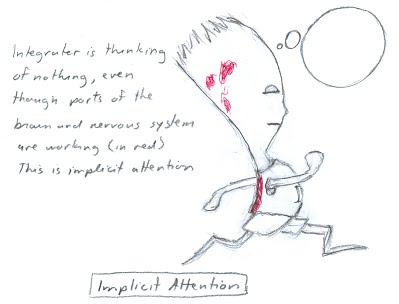 Integrater is thinking
of nothing, even
though parts of the
brain and nervous system
are working (in red)
This is implicit attention
Implicit Attention